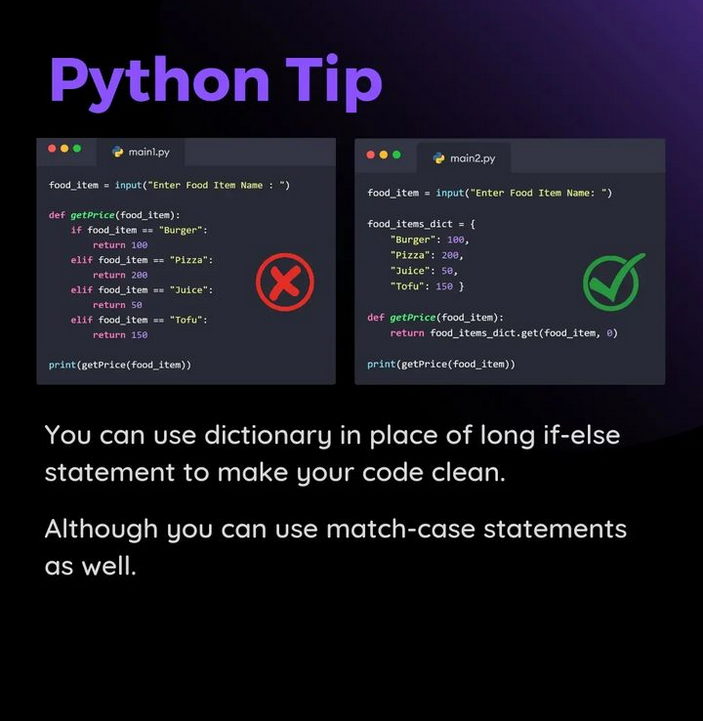 Python Tip
main1.py
food_item = input("Enter Food Item Name : ")
def getPrice(food_item):
if food_item == "Burger":
return 100
elif food_item == "Pizza":
return 200
elif food_item == "Juice":
return 50
elif food_item == "Tofu":
return 150
print(getPrice(food_item))
main2.py
food_item = input("Enter Food Item Name: ")
food_items_dict = {
"Burger": 100,
"Pizza": 200,
"Juice": 50,
"Tofu": 150 }
def getPrice(food_item):
return food_items_dict.get(food_item, 0)
print(getPrice(food_item))
You can use dictionary in place of long if-else
statement to make your code clean.
Although you can use match-case statements
as well.